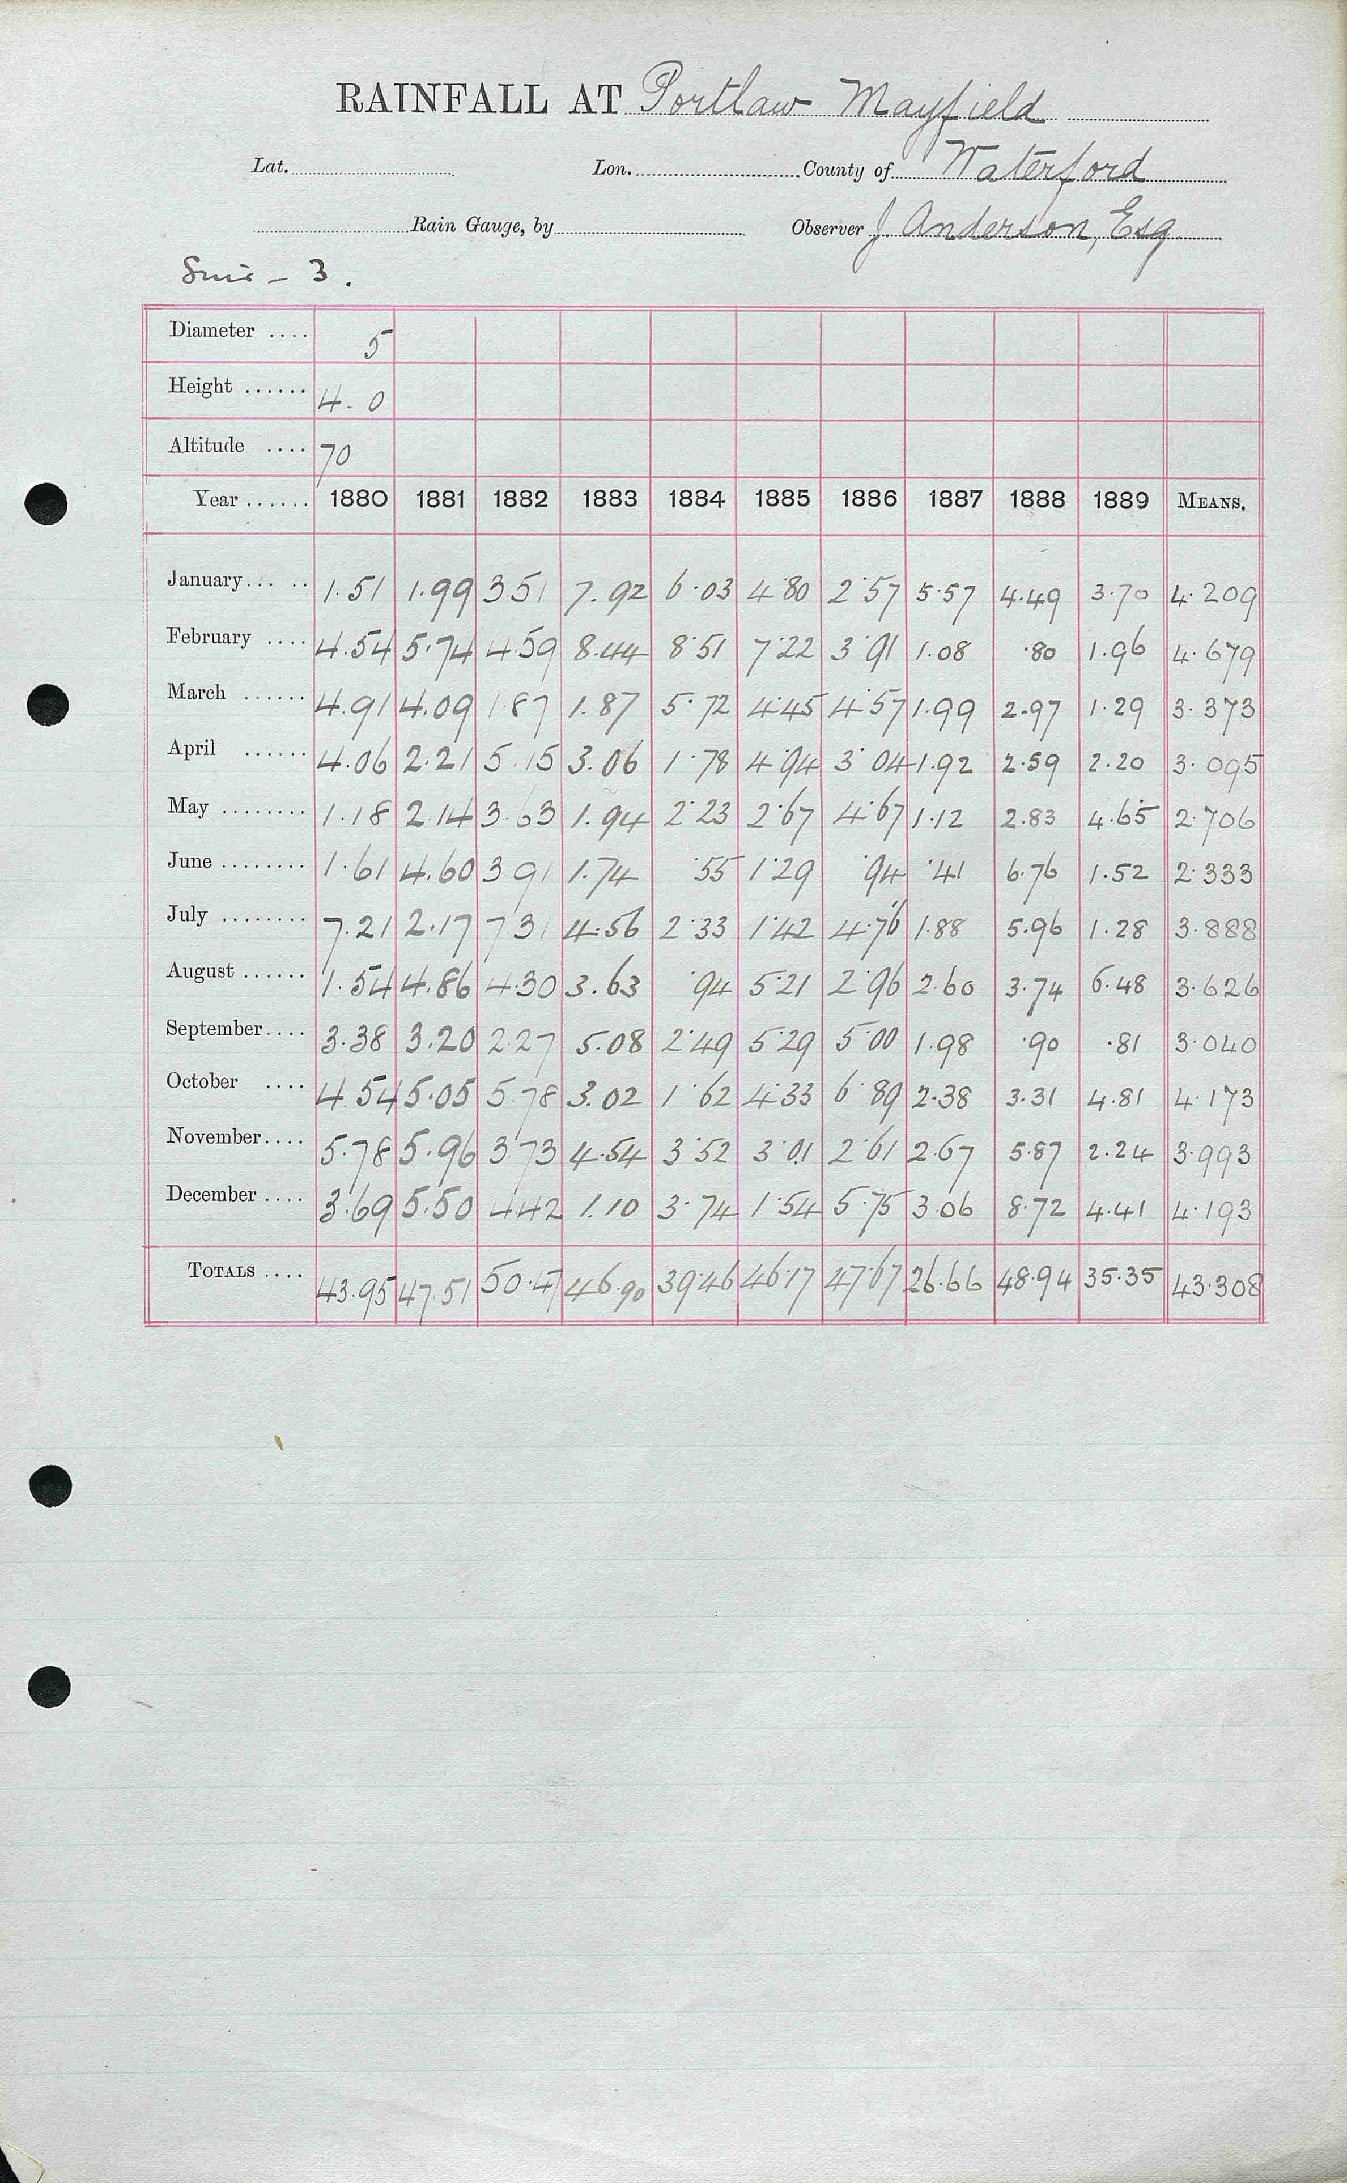 RAINFALL AT Portlaw Mayfield
Lat. Lon. County of Waterford
Rain Gauge, by Observer J. Anderson, Esq
Suir - 3.
Diameter .... 5
Height ...... 4. 0
Altitude .... 70
Year ...... 1880 1881 1882 1883 1884 1885 1886 1887 1888 1889 MEANS.
January... .. 1.51 1.99 3 51 7.92 6.03 4.80 2.57 5.57 4.49 3.70 4.209
February .... 4.54 5.74 4.59 8.44 8.51 7.22 3.91 1.08 .80 1.96 4.679
March ...... 4.91 4.09 1 87 1.87 5.72 4.45 4.57 1.99 2.97 1.29 3.373
April ...... 4.06 2.21 5.15 3.06 1.78 4.94 3.04 1.92 2.59 2.20 3.095
May ........ 1.18 2.14 3.63 1.94 2.23 2.67 4.67 1.12 2.83 4.65 2.706
June ........ 1.61 4.60 3 91 1.74 .55 1.29 .94 .41 6.76 1.52 2.333
July ........ 7.21 2.17 7 31 4.56 2.33 1.42 4.76 1.88 5.96 1.28 3.888
August ...... 1.54 4.86 4.30 3.63 .94 5.21 2.96 2.60 3.74 6.48 3.626
September.... 3.38 3.20 2.27 5.08 2.49 5.29 5.00 1.98 .90 .81 3.040
October .... 4.54 5.05 5.78 3.02 1.62 4.33 6.89 2.38 3.31 4.81 4.173
November.... 5.78 5.96 3.73 4.54 3.52 3.01 2.61 2.67 5.87 2.24 3.993
December .... 3.69 5.50 4.42 1.10 3.74 1.54 5.75 3.06 8.72 4.41 4.193
TOTALS .... 43.95 47.51 50.47 46.90 39.46 46.17 47.67 26.66 48.94 35.35 43.308